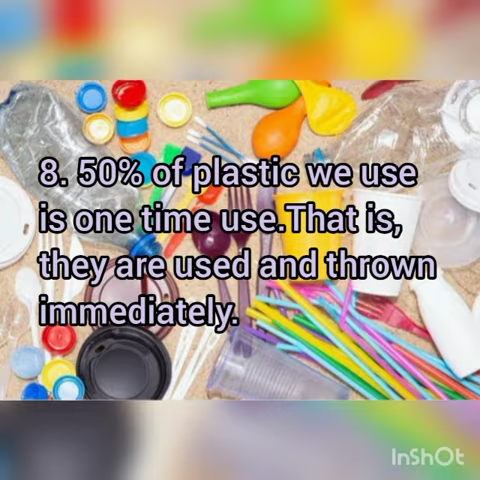 8. 50% of plastic we use
is one time use.That is,
they are used and thrown
immediately.
InShOt